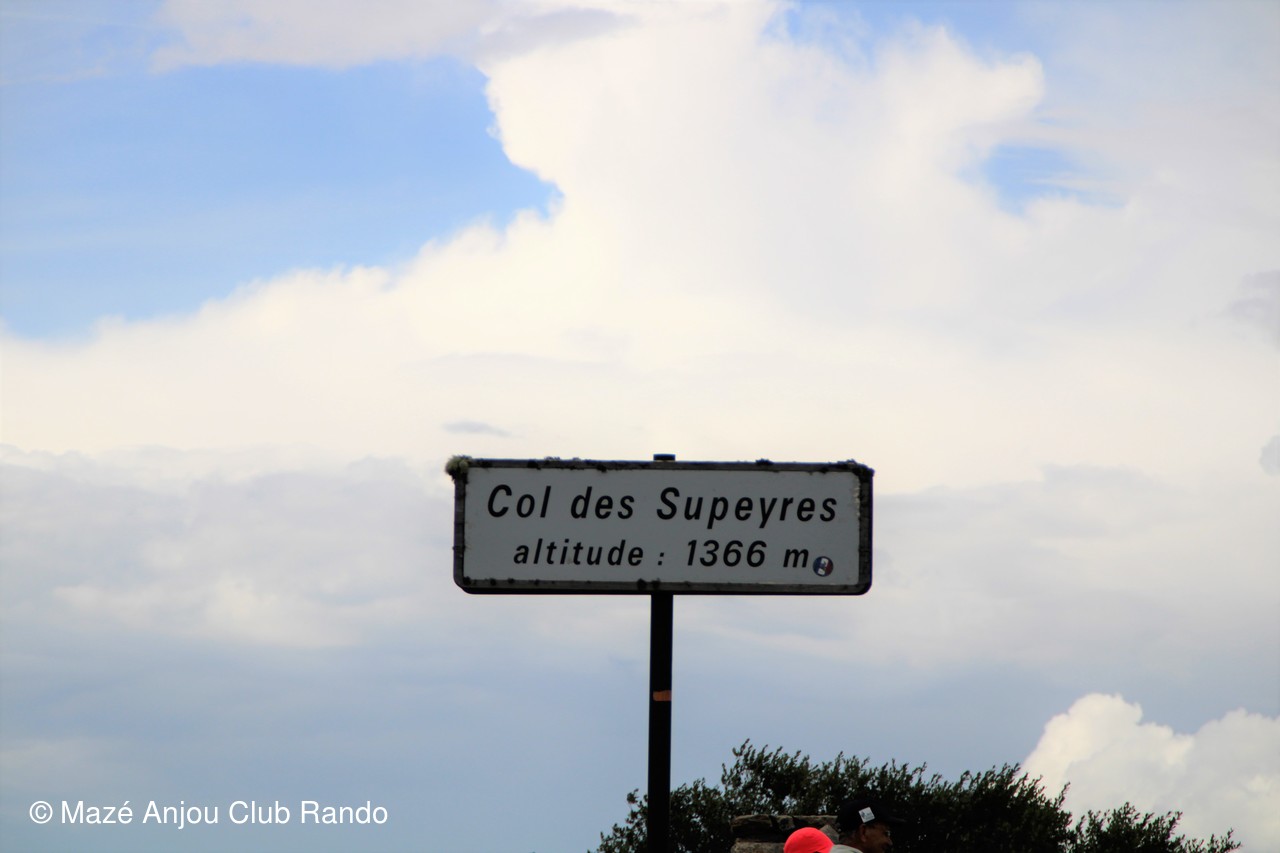 Col des Supeyres
altitude : 1366 m
© Mazé Anjou Club Rando